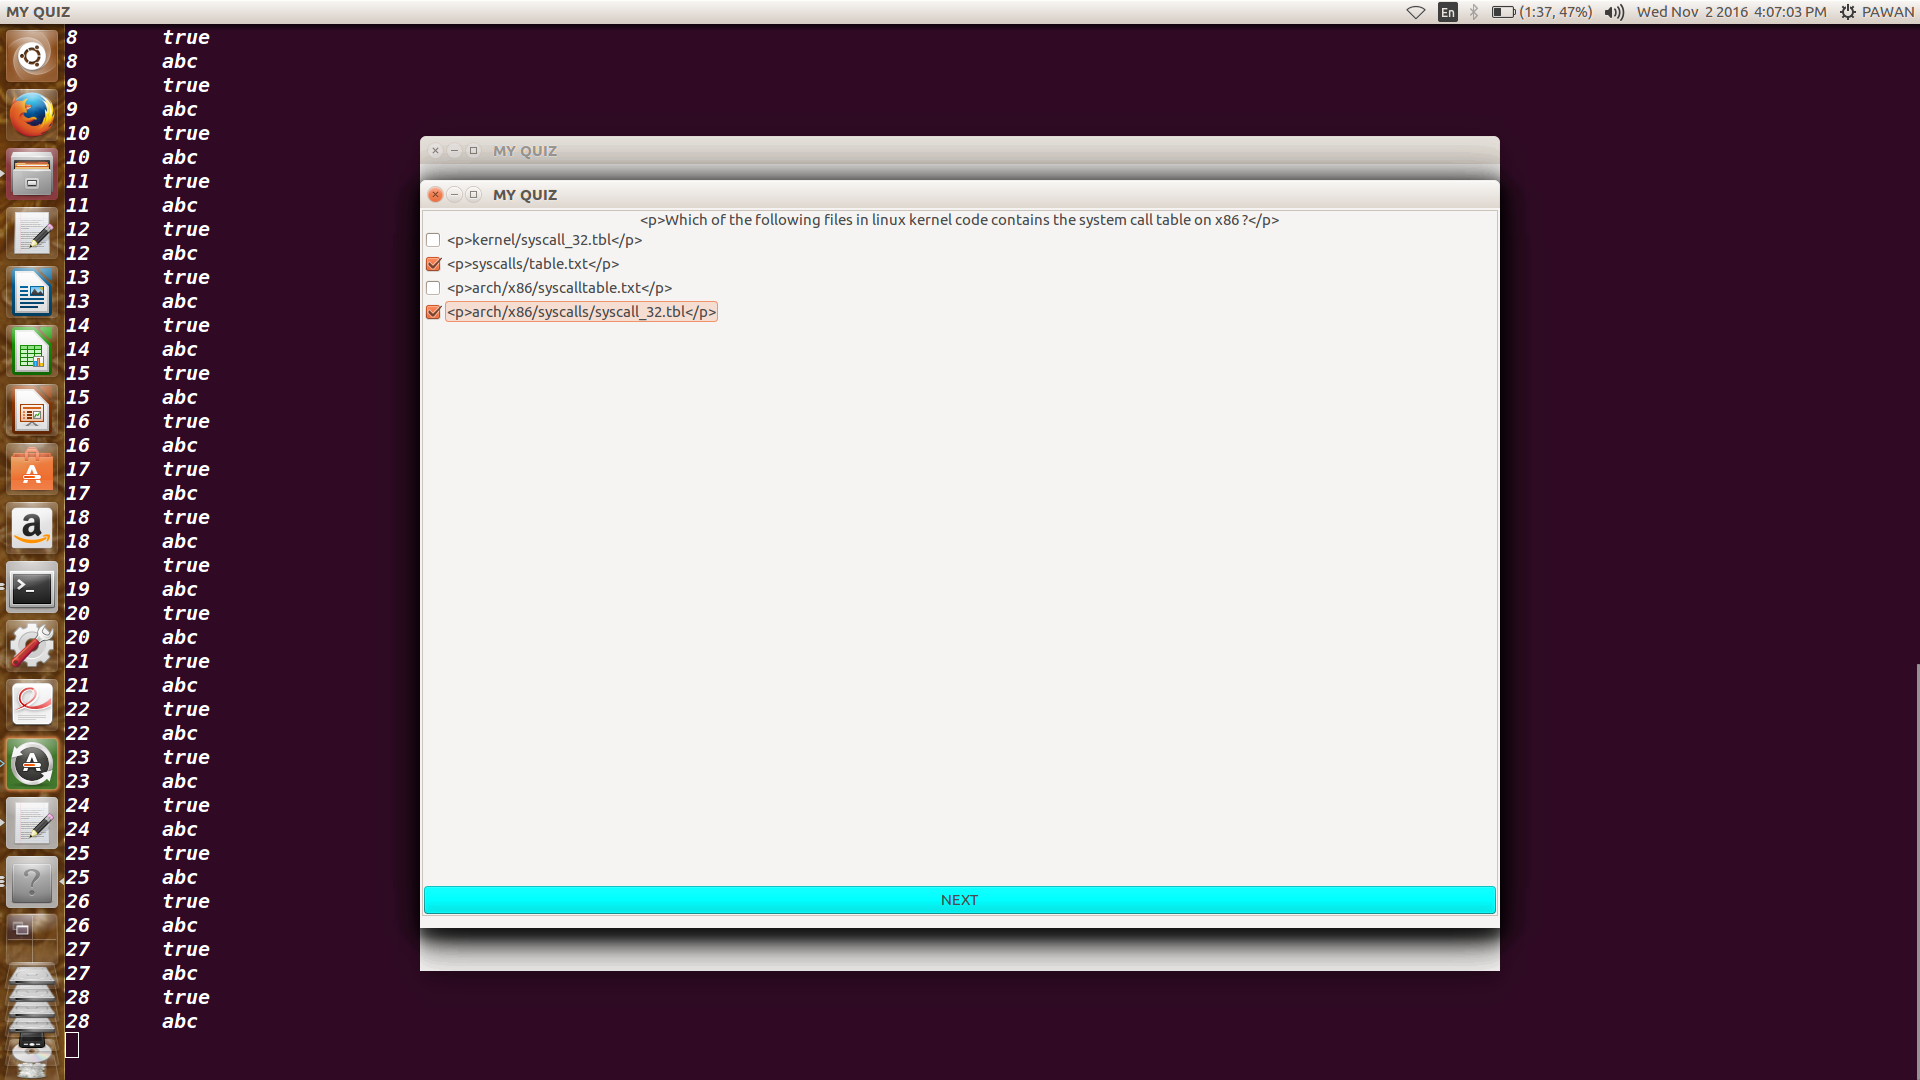 MY QUIZ
En
(1:37, 47%)
Wed Nov 2 2016 4:07:03 PM
PAWAN
8 true
8 abc
9 true
9 abc
10 true
10 abc
11 true
11 abc
12 true
12 abc
13 true
13 abc
14 true
14 abc
15 true
15 abc
16 true
16 abc
17 true
17 abc
18 true
18 abc
19 true
19 abc
20 true
20 abc
21 true
21 abc
22 true
22 abc
23 true
23 abc
24 true
24 abc
25 true
25 abc
26 true
26 abc
27 true
27 abc
28 true
28 abc
MY QUIZ
MY QUIZ
<p>Which of the following files in linux kernel code contains the system call table on x86 ?</p>
<p>kernel/syscall_32.tbl</p>
<p>syscalls/table.txt</p>
<p>arch/x86/syscalltable.txt</p>
<p>arch/x86/syscalls/syscall_32.tbl</p>
NEXT